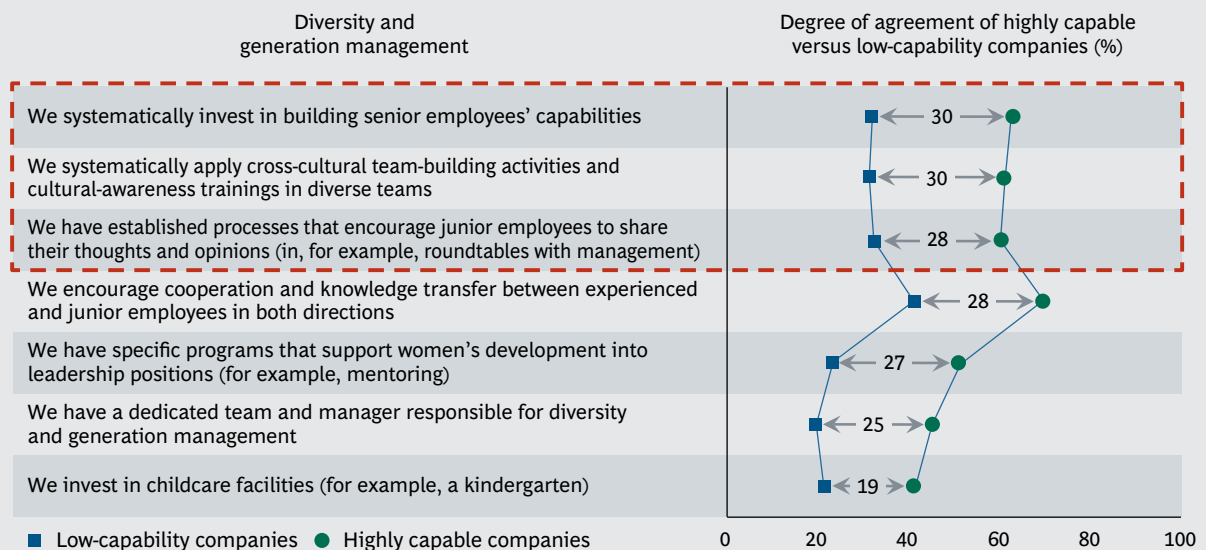 Diversity and
generation management
Degree of agreement of highly capable
versus low-capability companies (%)
We systematically invest in building senior employees’ capabilities
30
We systematically apply cross-cultural team-building activities and
cultural-awareness trainings in diverse teams
30
We have established processes that encourage junior employees to share
their thoughts and opinions (in, for example, roundtables with management)
28
We encourage cooperation and knowledge transfer between experienced
and junior employees in both directions
28
We have specific programs that support women’s development into
leadership positions (for example, mentoring)
27
We have a dedicated team and manager responsible for diversity
and generation management
25
We invest in childcare facilities (for example, a kindergarten)
19
Low-capability companies Highly capable companies
0 20 40 60 80 100